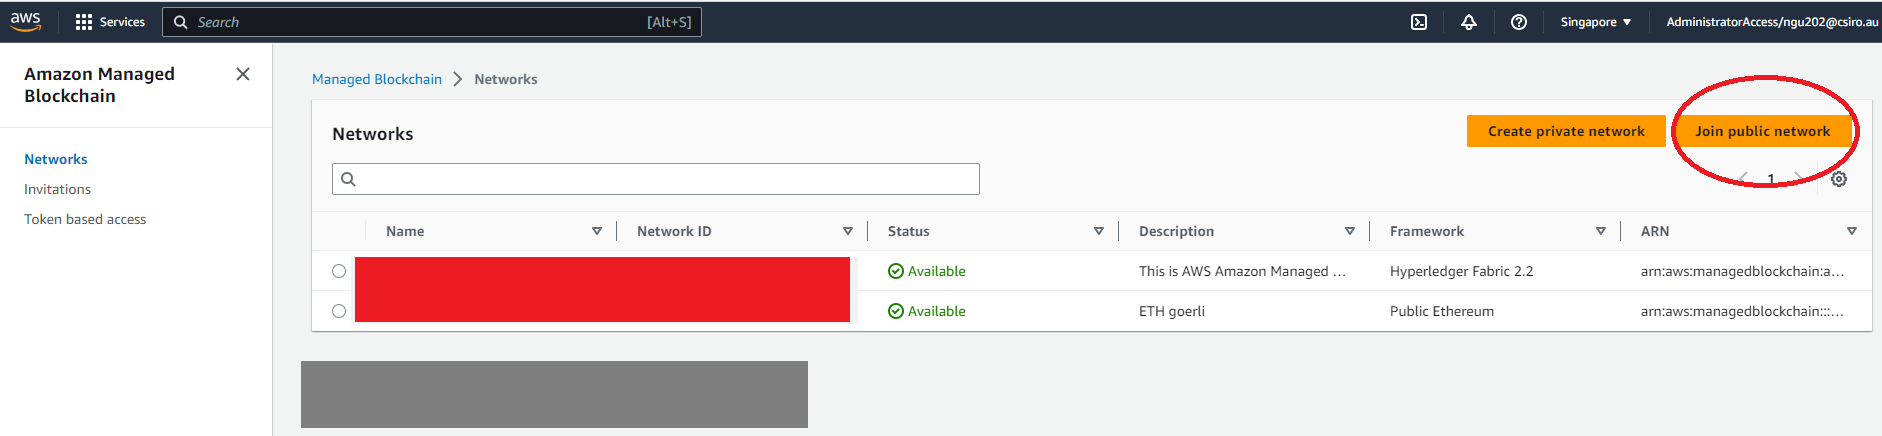 aws Services Search [Alt+S] Singapore AdministratorAccess/ngu202@csiro.au
Amazon Managed
Blockchain
Networks
Invitations
Token based access
Managed Blockchain Networks
Networks
Create private network
Join public network
1
Name Network ID Status Description Framework ARN
Available This is AWS Amazon Managed ... Hyperledger Fabric 2.2 arn:aws:managedblockchain:a...
Available ETH goerli Public Ethereum arn:aws:managedblockchain:::...